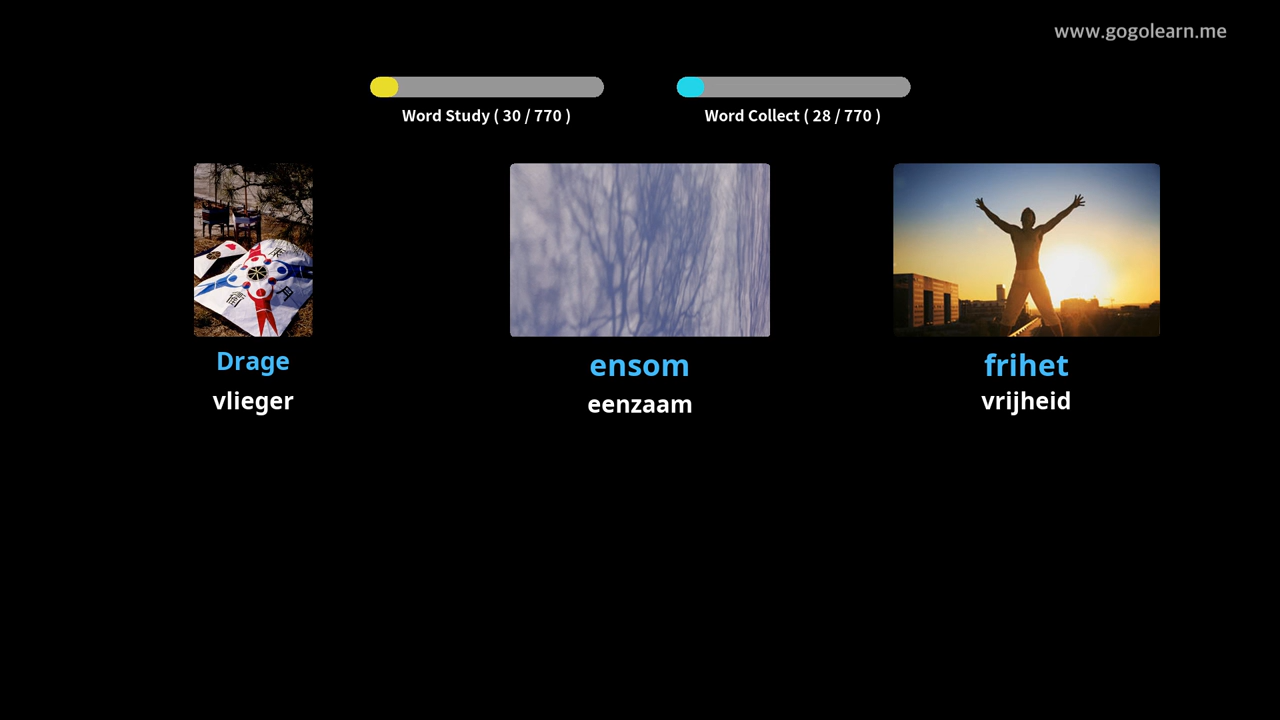 www.gogolearn.me
Word Study ( 30 / 770 )
Word Collect ( 28 / 770 )
Drage
vlieger
ensom
eenzaam
frihet
vrijheid